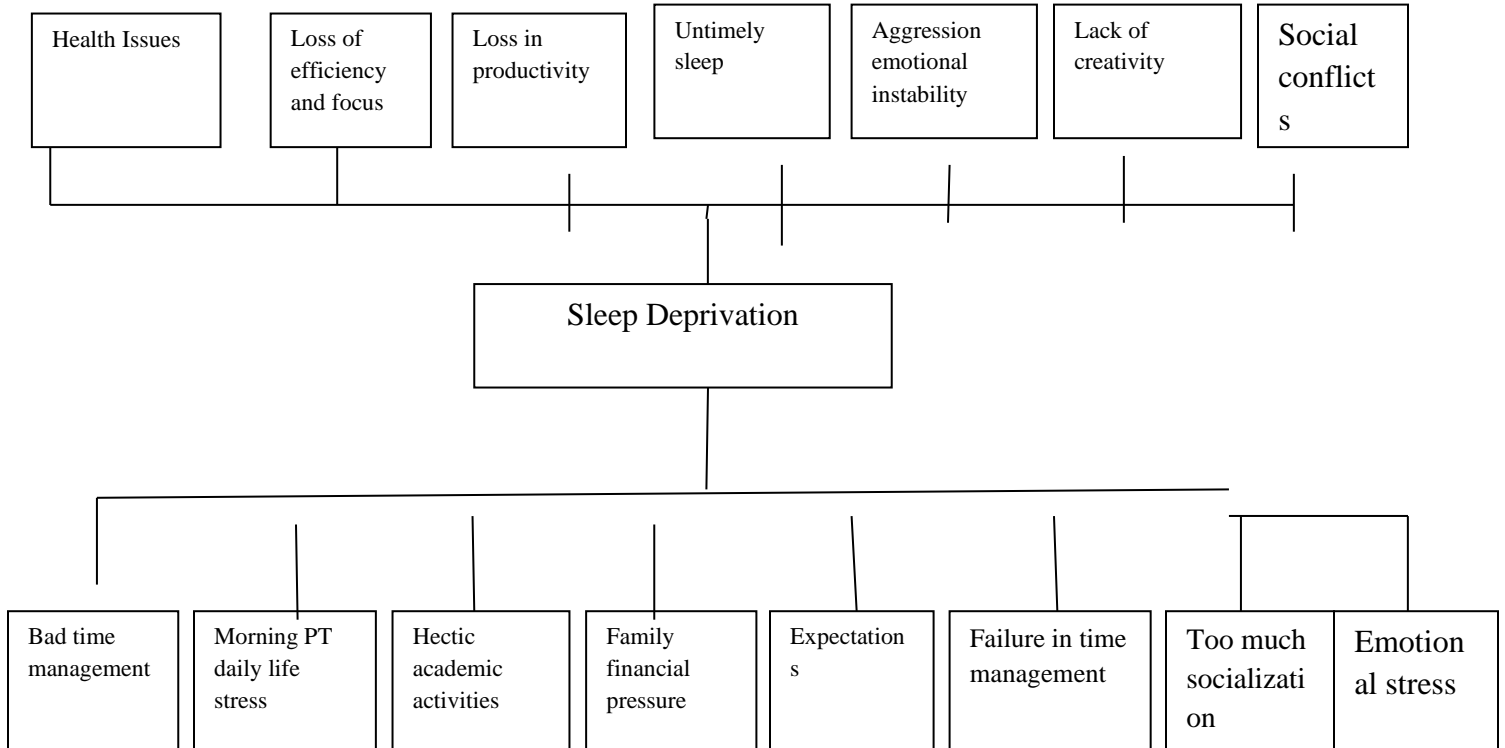 Health Issues
Loss of
efficiency
and focus
Loss in
productivity
Untimely
sleep
Aggression
emotional
instability
Lack of
creativity
Social
conflict
s
Sleep Deprivation
Bad time
management
Morning PT
daily life
stress
Hectic
academic
activities
Family
financial
pressure
Expectation
s
Failure in time
management
Too much
socializati
on
Emotion
al stress